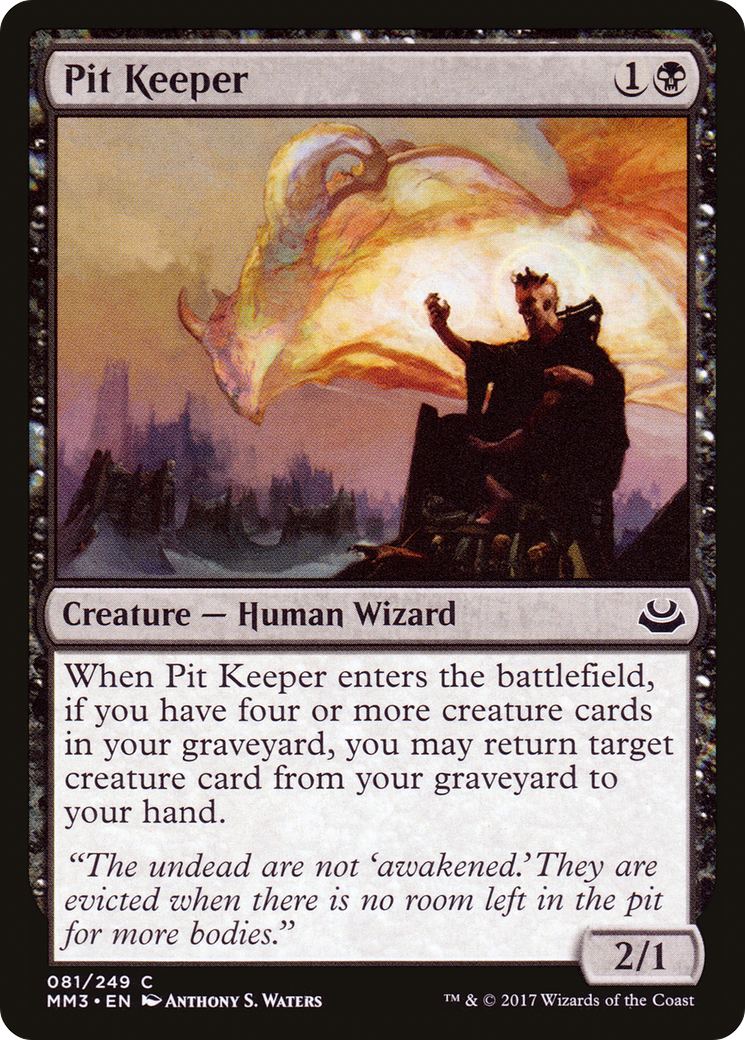 Pit Keeper 1
Creature — Human Wizard
When Pit Keeper enters the battlefield,
if you have four or more creature cards
in your graveyard, you may return target
creature card from your graveyard to
your hand.
“The undead are not ‘awakened.’ They are
evicted when there is no room left in the pit
for more bodies.”
2/1
081/249 C
MM3 • EN Anthony S. Waters
™ & © 2017 Wizards of the Coast